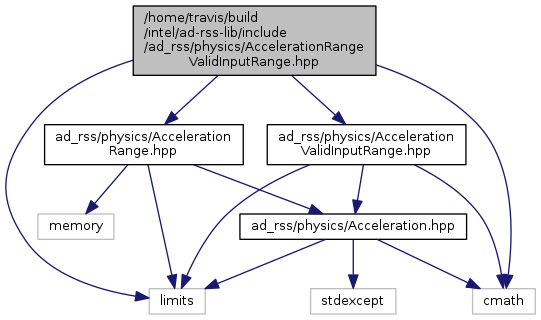 /home/travis/build
/intel/ad-rss-lib/include
/ad_rss/physics/AccelerationRange
ValidInputRange.hpp
ad_rss/physics/Acceleration
Range.hpp
ad_rss/physics/Acceleration
ValidInputRange.hpp
memory
ad_rss/physics/Acceleration.hpp
limits
stdexcept
cmath